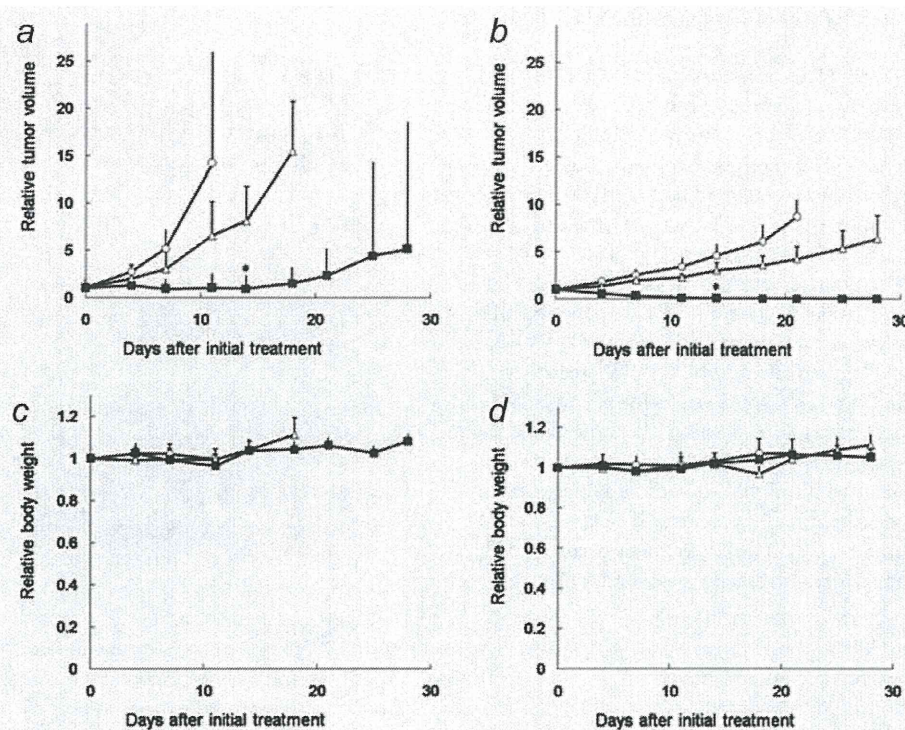 a
Relative tumor volume
25
20
15
10
5
0
0 10 20 30
Days after initial treatment
*
b
Relative tumor volume
25
20
15
10
5
0
0 10 20 30
Days after initial treatment
*
c
Relative body weight
1.2
1
0.8
0.6
0.4
0.2
0
0 10 20 30
Days after initial treatment
d
Relative body weight
1.2
1
0.8
0.6
0.4
0.2
0
0 10 20 30
Days after initial treatment